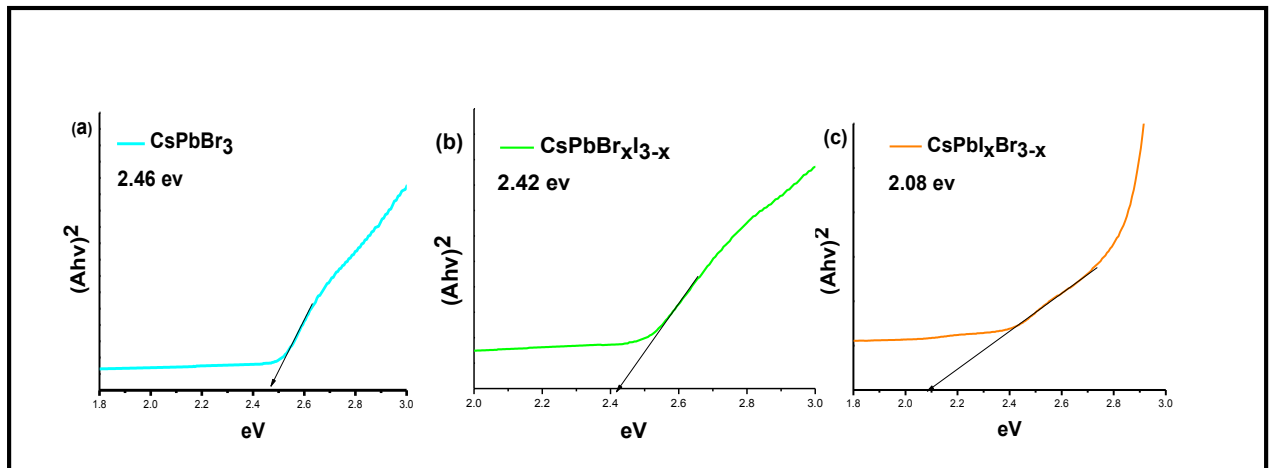 (a)
CsPbBr3
2.46 ev
(Ahv)2
1.8 2.0 2.2 2.4 2.6 2.8 3.0
eV
(b)
CsPbBrxI3-x
2.42 ev
(Ahv)2
2.0 2.2 2.4 2.6 2.8 3.0
eV
(c)
CsPbIxBr3-x
2.08 ev
(Ahv)2
1.8 2.0 2.2 2.4 2.6 2.8 3.0
eV